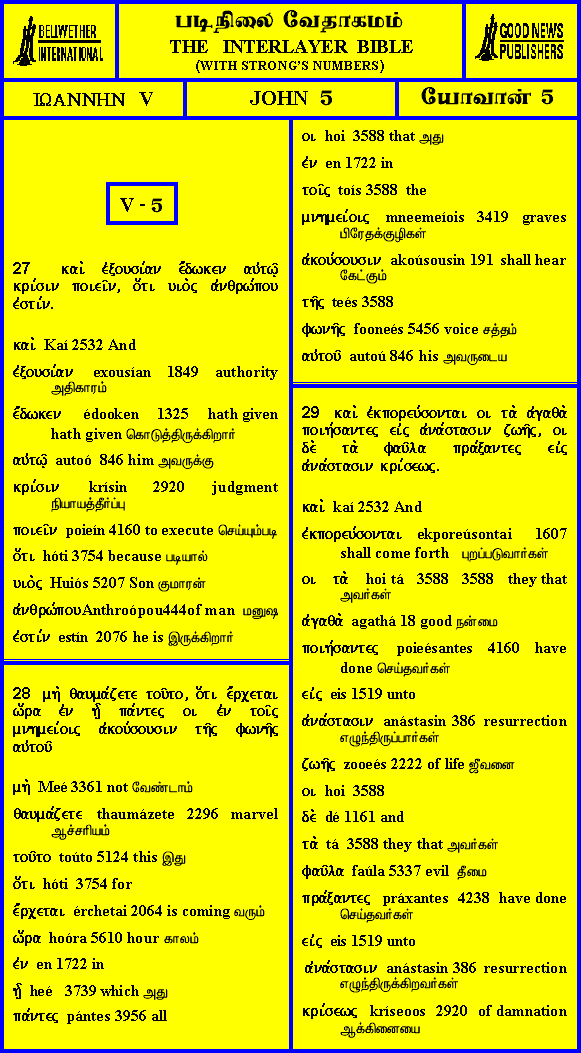 BELLWETHER
INTERNATIONAL
படிநிலை வேதாகமம்
THE INTERLAYER BIBLE
(WITH STRONG'S NUMBERS)
GOOD NEWS
PUBLISHERS
ΙΩΑΝΝΗΝ V
JOHN 5
யோவான் 5
V - 5
27 καὶ ἐξουσίαν ἔδωκεν αὐτῷ
κρίσιν ποιεῖν, ὅτι υιὸς ἀνθρώπου
ἐστίν.
καὶ Kaí 2532 And
ἐξουσίαν exousían 1849 authority
அதிகாரம்
ἔδωκεν édooken 1325 hath given
hath given கொடுத்திருக்கிறார்
αὐτῷ autoó 846 him அவருக்கு
κρίσιν krísin 2920 judgment
நியாயத்தீர்ப்பு
ποιεῖν poieín 4160 to execute செய்யும்படி
ὅτι hóti 3754 because படியால்
υιὸς Huiós 5207 Son குமாரன்
ἀνθρώπου Anthroópou444of man மனுஷ
ἐστίν estín 2076 he is இருக்கிறார்
28 μὴ θαυμάζετε τοῦτο, ὅτι ἔρχεται
ὥρα ἐν ᾗ πάντες οι ἐν τοῖς
μνημείοις ἀκούσουσιν τῆς φωνῆς
αὐτοῦ
μὴ Meé 3361 not வேண்டாம்
θαυμάζετε thaumázete 2296 marvel
ஆச்சரியம்
τοῦτο toúto 5124 this இது
ὅτι hóti 3754 for
ἔρχεται érchetai 2064 is coming வரும்
ὥρα hoóra 5610 hour காலம்
ἐν en 1722 in
ᾗ heé 3739 which அது
πάντες pántes 3956 all
οι hoi 3588 that அது
ἐν en 1722 in
τοῖς toís 3588 the
μνημείοις mneemeíois 3419 graves
பிரேதக்குழிகள்
ἀκούσουσιν akoúsousin 191 shall hear
கேட்கும்
τῆς teés 3588
φωνῆς fooneés 5456 voice சத்தம்
αὐτοῦ autoú 846 his அவருடைய
29 καὶ ἐκπορεύσονται οι τὰ ἀγαθὰ
ποιήσαντες εἰς ἀνάστασιν ζωῆς, οι
δὲ τὰ φαῦλα πράξαντες εἰς
ἀνάστασιν κρίσεως.
καὶ kaí 2532 And
ἐκπορεύσονται ekporeúsontai 1607
shall come forth புறப்படுவார்கள்
οι τὰ hoi tá 3588 3588 they that
அவர்கள்
ἀγαθὰ agathá 18 good நன்மை
ποιήσαντες poieésantes 4160 have
done செய்தவர்கள்
εἰς eis 1519 unto
ἀνάστασιν anástasin 386 resurrection
எழுந்திருப்பார்கள்
ζωῆς zooeés 2222 of life ஜீவனை
οι hoi 3588
δὲ dé 1161 and
τὰ tá 3588 they that அவர்கள்
φαῦλα faúla 5337 evil தீமை
πράξαντες práxantes 4238 have done
செய்தவர்கள்
εἰς eis 1519 unto
ἀνάστασιν anástasin 386 resurrection
எழுந்திருக்கிறவர்கள்
κρίσεως kríseoos 2920 of damnation
ஆக்கினையை